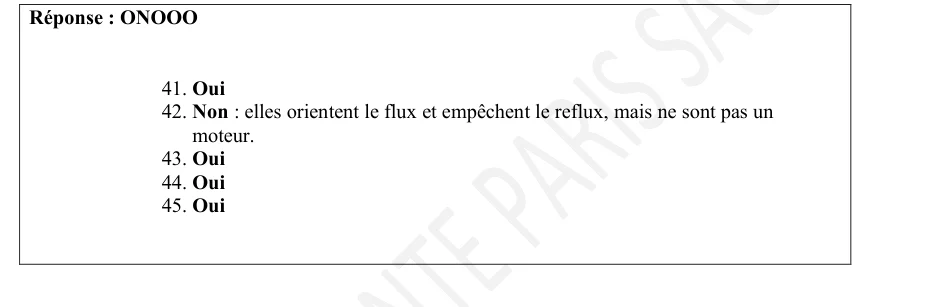 Réponse : ONOOO
41. Oui
42. Non : elles orientent le flux et empêchent le reflux, mais ne sont pas un
moteur.
43. Oui
44. Oui
45. Oui
PARIS